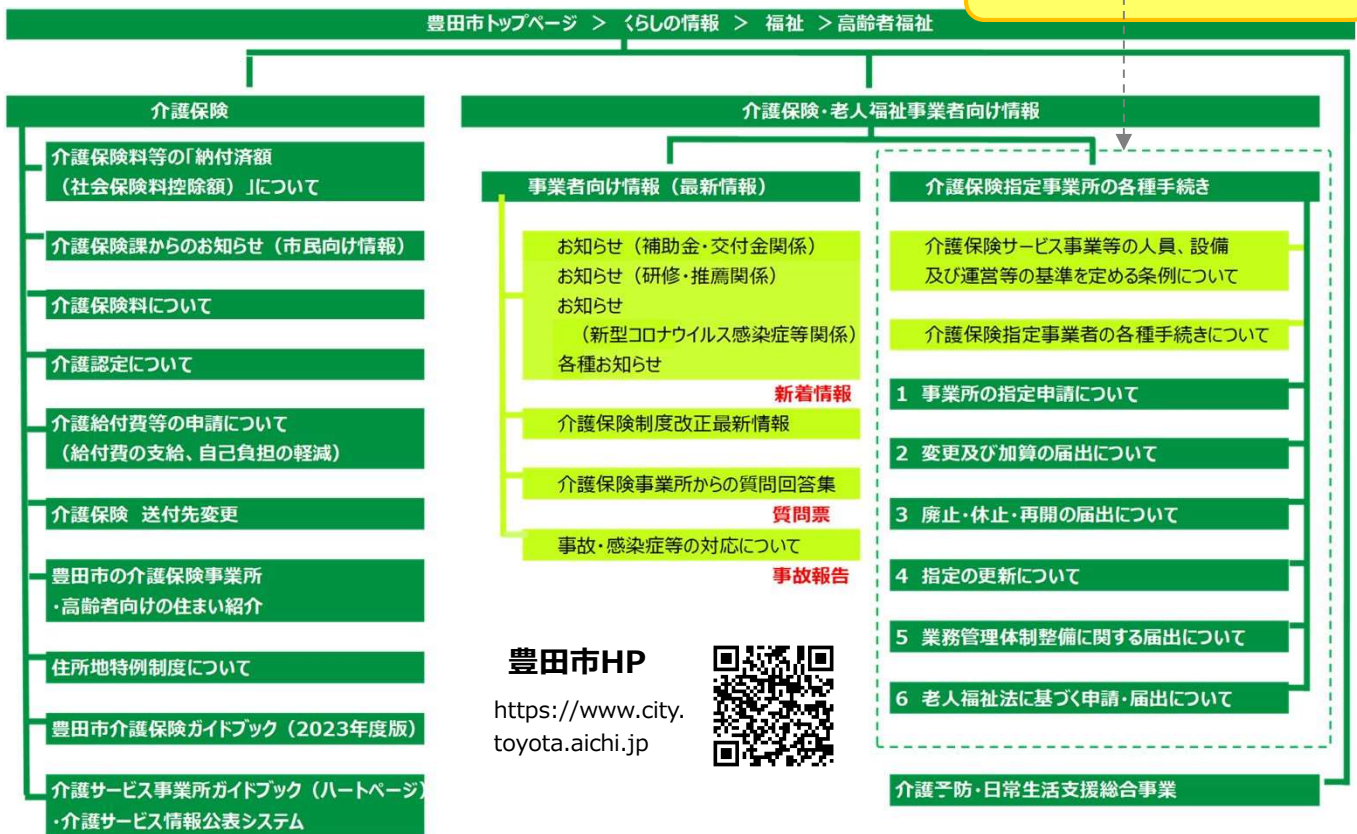 豊田市トップページ ＞ くらしの情報 ＞ 福祉 ＞高齢者福祉
介護保険
介護保険料等の「納付済額
（社会保険料控除額）」について
介護保険課からのお知らせ（市民向け情報）
介護保険料について
介護認定について
介護給付費等の申請について
（給付費の支給、自己負担の軽減）
介護保険 送付先変更
豊田市の介護保険事業所
・高齢者向けの住まい紹介
住所地特例制度について
豊田市介護保険ガイドブック（2023年度版）
介護サービス事業所ガイドブック（ハートページ）
・介護サービス情報公表システム
介護保険・老人福祉事業者向け情報
事業者向け情報（最新情報）
お知らせ（補助金・交付金関係）
お知らせ（研修・推薦関係）
お知らせ
（新型コロナウイルス感染症等関係）
各種お知らせ
新着情報
介護保険制度改正最新情報
介護保険事業所からの質問回答集
質問票
事故・感染症等の対応について
事故報告
豊田市HP
https://www.city.
toyota.aichi.jp
介護保険指定事業所の各種手続き
介護保険サービス事業等の人員、設備
及び運営等の基準を定める条例について
介護保険指定事業者の各種手続きについて
1 事業所の指定申請について
2 変更及び加算の届出について
3 廃止・休止・再開の届出について
4 指定の更新について
5 業務管理体制整備に関する届出について
6 老人福祉法に基づく申請・届出について
介護予防・日常生活支援総合事業